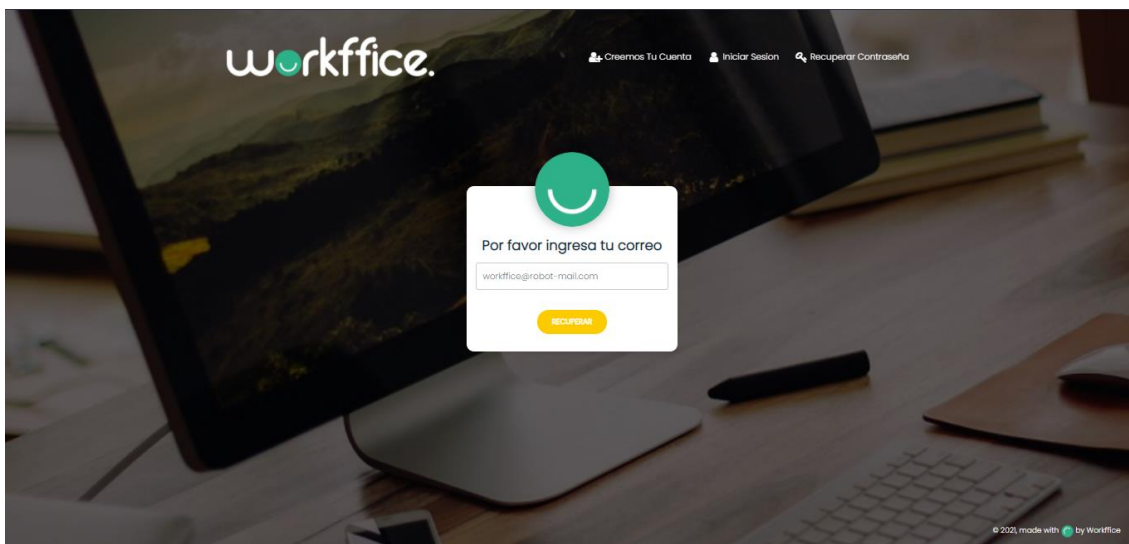 workffice.
Creemos Tu Cuenta Iniciar Sesion Recuperar Contraseña
Por favor ingresa tu correo
workffice@robot-mail.com
RECUPERAR
© 2021, made with by Workffice